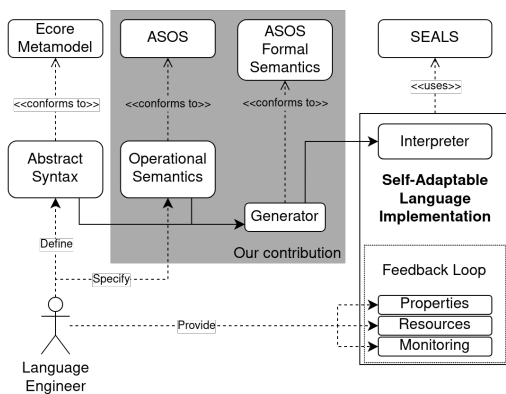 Ecore
Metamodel
ASOS
ASOS
Formal
Semantics
SEALS
<<conforms to>>
<<conforms to>>
<<conforms to>>
<<uses>>
Abstract
Syntax
Operational
Semantics
Generator
Interpreter
Self-Adaptable
Language
Implementation
Our contribution
Define
Specify
Feedback Loop
Properties
Resources
Monitoring
Provide
Language
Engineer